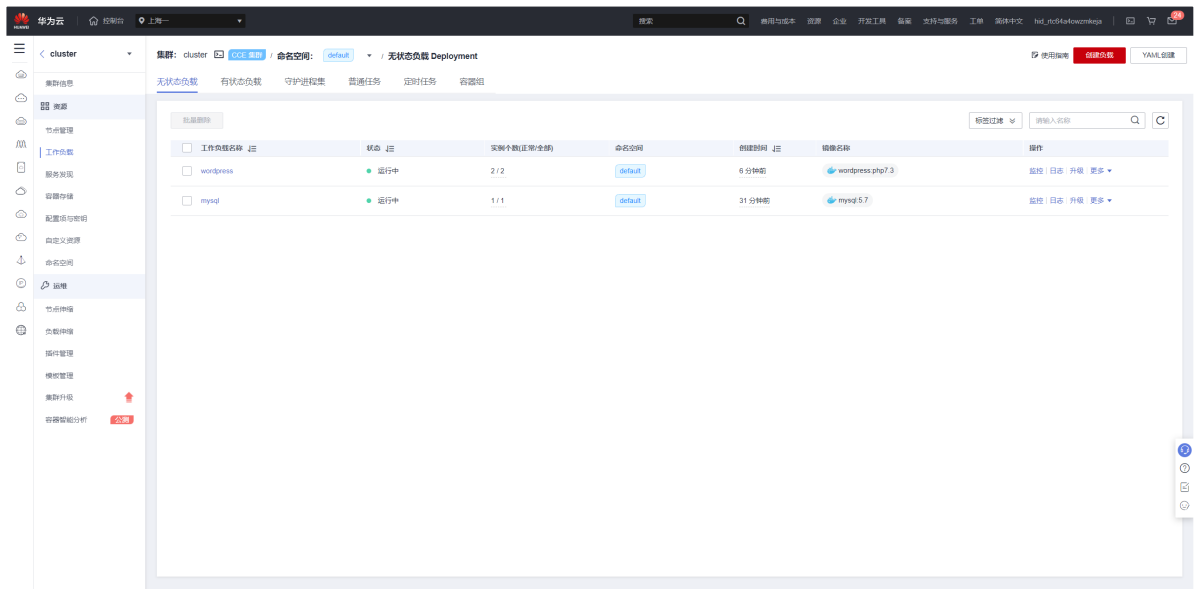 HUAWEI 华为云 控制台 上海一 搜索 费用与成本 资源 企业 开发工具 备案 支持与服务 工单 简体中文 hid_rtc64a4owzmkeja 24
cluster
集群: cluster CCE 集群 / 命名空间: default / 无状态负载 Deployment
使用指南 创建负载 YAML创建
无状态负载 有状态负载 守护进程集 普通任务 定时任务 容器组
集群信息
资源
节点管理
工作负载
服务发现
容器存储
配置项与密钥
自定义资源
命名空间
运维
节点伸缩
负载伸缩
插件管理
模板管理
集群升级
容器智能分析 公测
批量删除 标签过滤 请输入名称
工作负载名称 状态 实例个数(正常/全部) 命名空间 创建时间 镜像名称 操作
wordpress 运行中 2 / 2 default 6 分钟前 wordpress:php7.3 监控 日志 升级 更多
mysql 运行中 1 / 1 default 31 分钟前 mysql:5.7 监控 日志 升级 更多